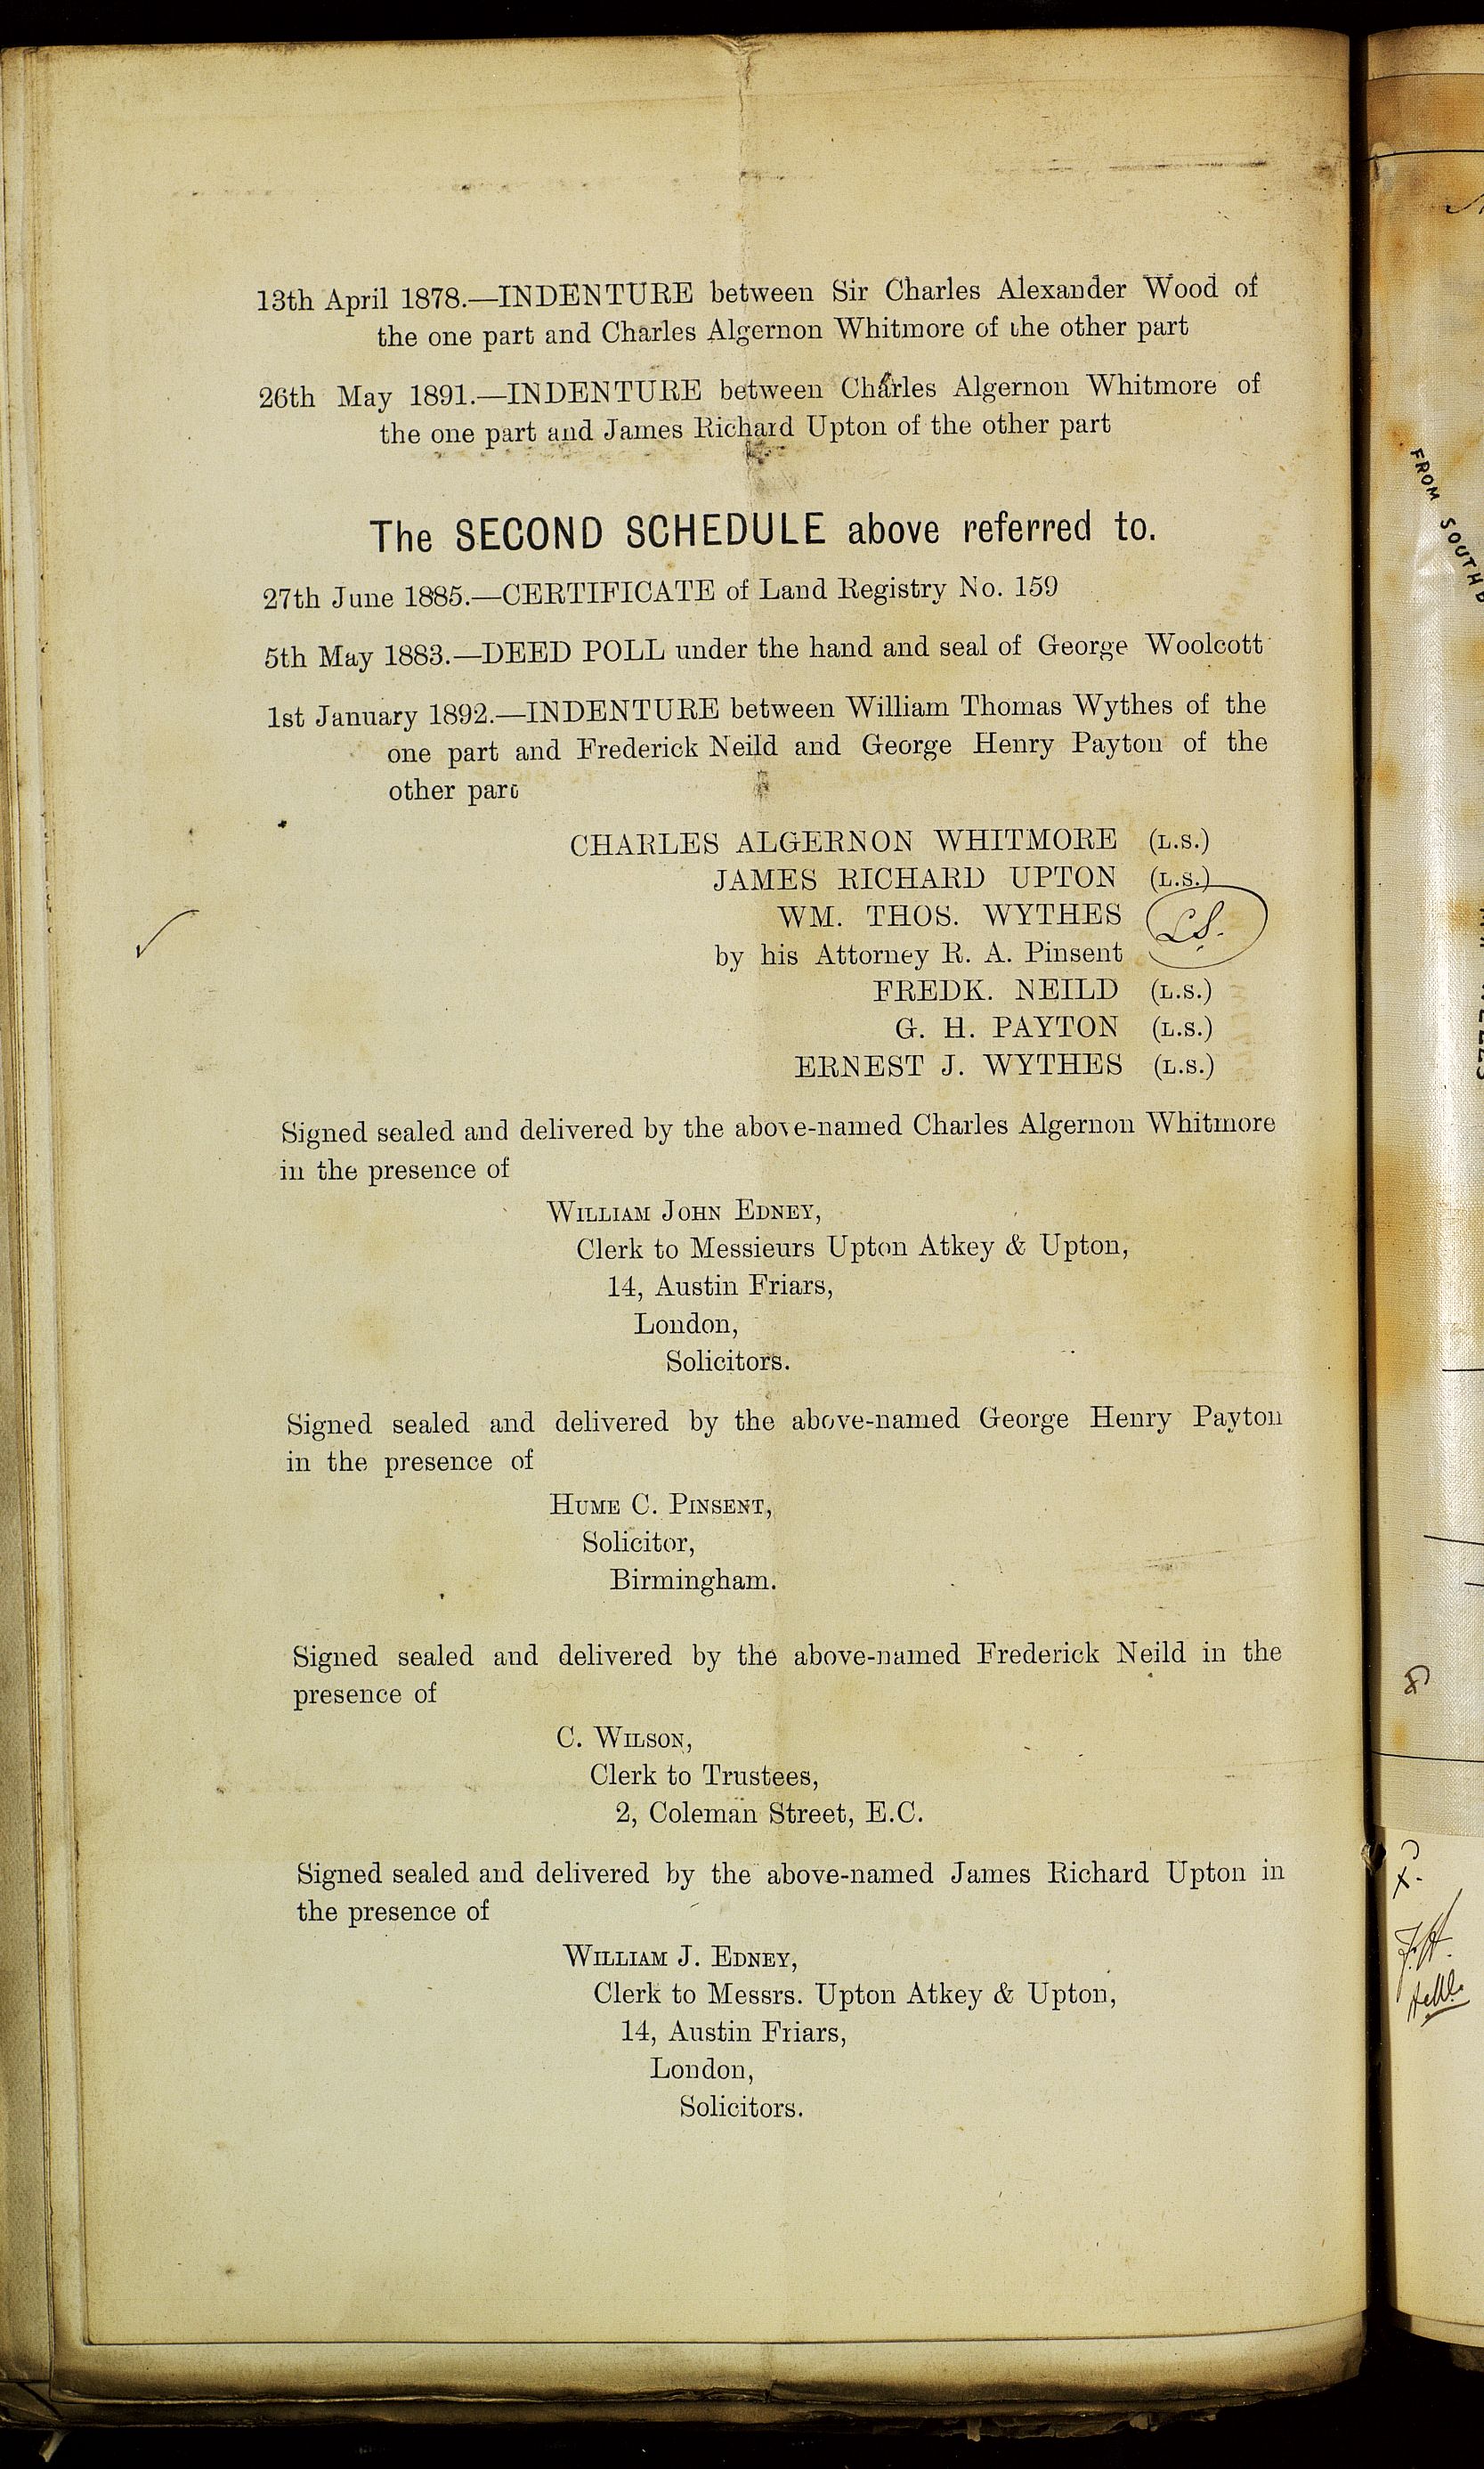 13th April 1878.—INDENTURE between Sir Charles Alexander Wood of
the one part and Charles Algernon Whitmore of the other part
26th May 1891.—INDENTURE between Charles Algernon Whitmore of
the one part and James Richard Upton of the other part
The SECOND SCHEDULE above referred to.
27th June 1885.—CERTIFICATE of Land Registry No. 159
5th May 1883.—DEED POLL under the hand and seal of George Woolcott
1st January 1892.—INDENTURE between William Thomas Wythes of the
one part and Frederick Neild and George Henry Payton of the
other part
CHARLES ALGERNON WHITMORE (L.S.)
JAMES RICHARD UPTON (L.S.)
WM. THOS. WYTHES LS.
by his Attorney R. A. Pinsent
FREDK. NEILD (L.S.)
G. H. PAYTON (L.S.)
ERNEST J. WYTHES (L.S.)
Signed sealed and delivered by the above-named Charles Algernon Whitmore
in the presence of
WILLIAM JOHN EDNEY,
Clerk to Messieurs Upton Atkey & Upton,
14, Austin Friars,
London,
Solicitors.
Signed sealed and delivered by the above-named George Henry Payton
in the presence of
HUME C. PINSENT,
Solicitor,
Birmingham.
Signed sealed and delivered by the above-named Frederick Neild in the
presence of
C. WILSON,
Clerk to Trustees,
2, Coleman Street, E.C.
Signed sealed and delivered by the above-named James Richard Upton in
the presence of
WILLIAM J. EDNEY,
Clerk to Messrs. Upton Atkey & Upton,
14, Austin Friars,
London,
Solicitors.
FROM SOUTH